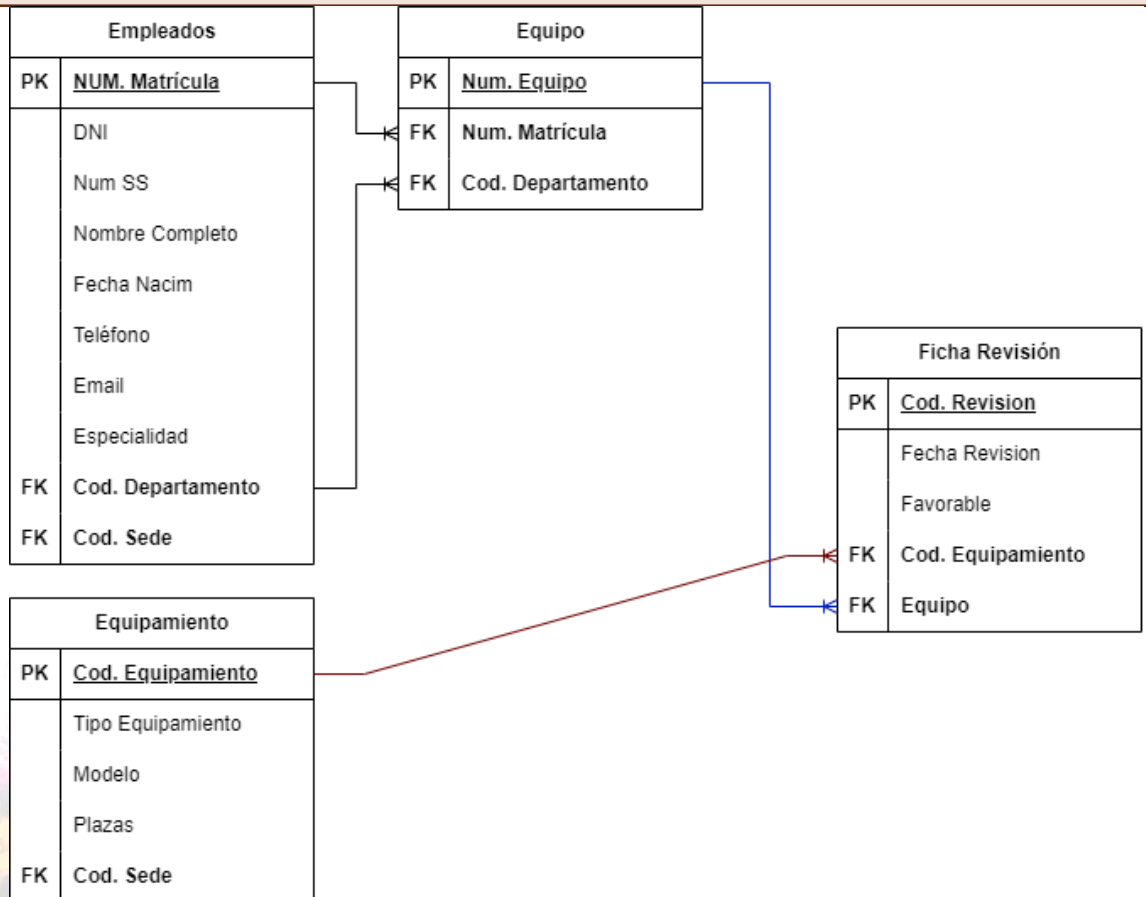 Empleados
PK NUM. Matrícula
DNI
Num SS
Nombre Completo
Fecha Nacim
Teléfono
Email
Especialidad
FK Cod. Departamento
FK Cod. Sede
Equipo
PK Num. Equipo
FK Num. Matrícula
FK Cod. Departamento
Ficha Revisión
PK Cod. Revision
Fecha Revision
Favorable
FK Cod. Equipamiento
FK Equipo
Equipamiento
PK Cod. Equipamiento
Tipo Equipamiento
Modelo
Plazas
FK Cod. Sede